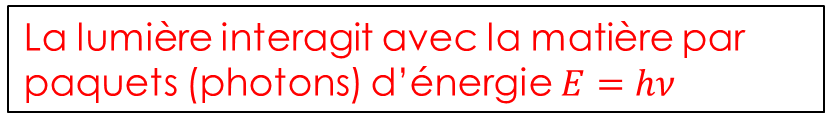 La lumière interagit avec la matière par
paquets (photons) d’énergie 𝐸 = ℎ𝜈